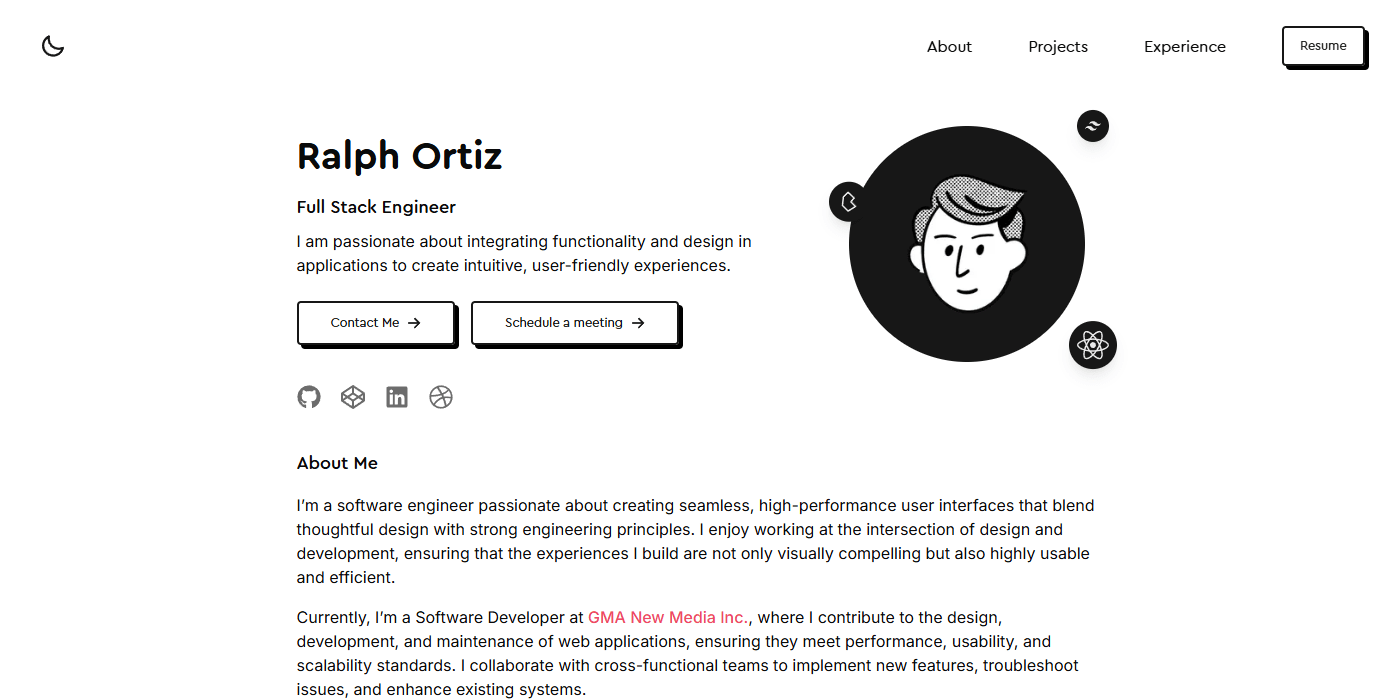 About
Projects
Experience
Resume
Ralph Ortiz
Full Stack Engineer
I am passionate about integrating functionality and design in
applications to create intuitive, user-friendly experiences.
Contact Me
Schedule a meeting
About Me
I’m a software engineer passionate about creating seamless, high-performance user interfaces that blend
thoughtful design with strong engineering principles. I enjoy working at the intersection of design and
development, ensuring that the experiences I build are not only visually compelling but also highly usable
and efficient.
Currently, I’m a Software Developer at GMA New Media Inc., where I contribute to the design,
development, and maintenance of web applications, ensuring they meet performance, usability, and
scalability standards. I collaborate with cross-functional teams to implement new features, troubleshoot
issues, and enhance existing systems.